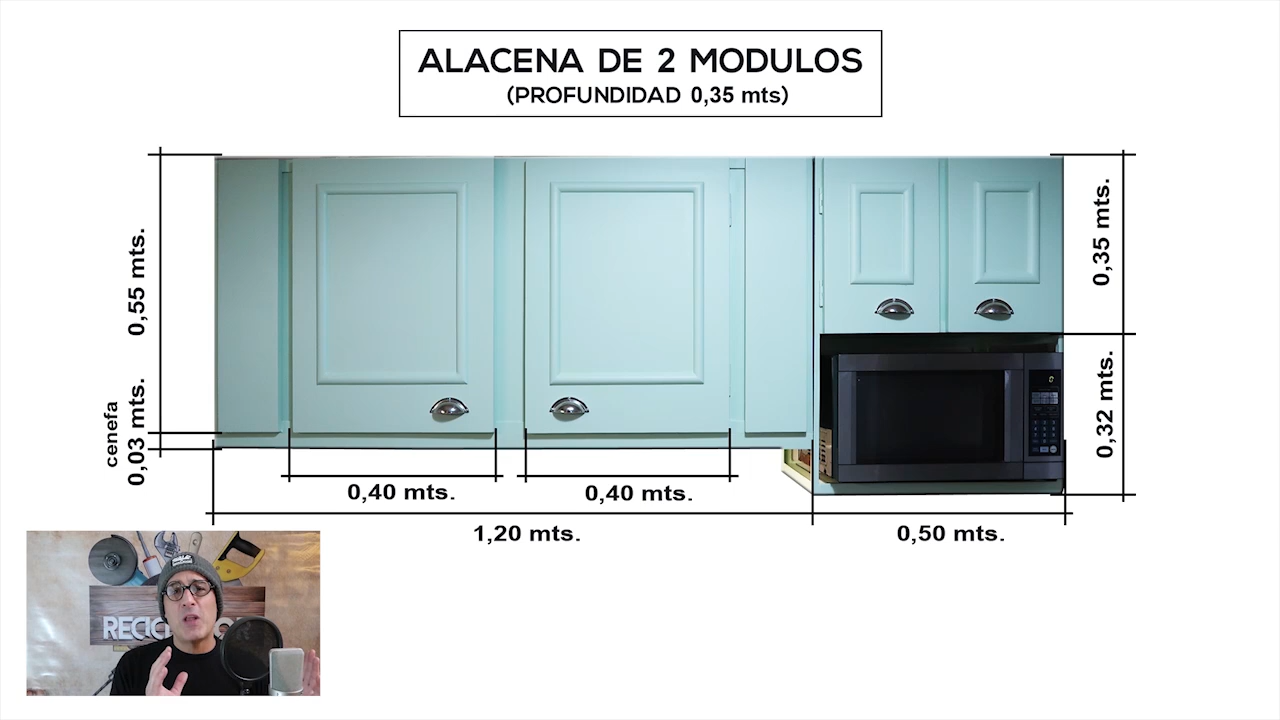 ALACENA DE 2 MODULOS
(PROFUNDIDAD 0,35 mts)
0,55 mts.
cenefa
0,03 mts.
0,40 mts.
0,40 mts.
1,20 mts.
0,50 mts.
0,35 mts.
0,32 mts.